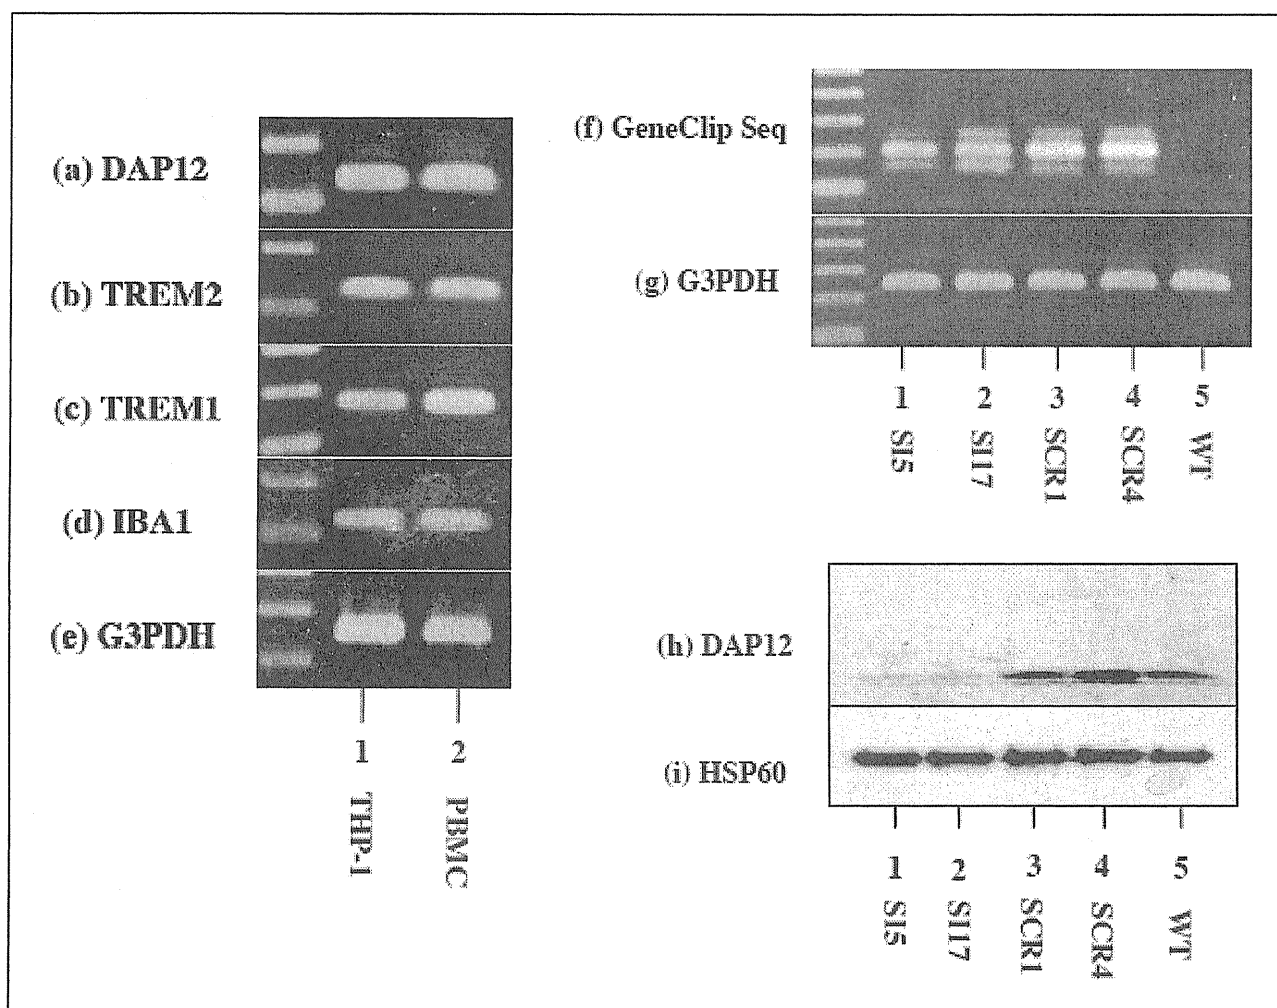 (a) DAP12
(b) TREM2
(c) TREM1
(d) IBA1
(e) G3PDH
1 2
THP-1 PBMC
(f) GeneClip Seq
(g) G3PDH
1 2 3 4 5
SI5 SI17 SCR1 SCR4 WT
(h) DAP12
(i) HSP60
1 2 3 4 5
SI5 SI17 SCR1 SCR4 WT